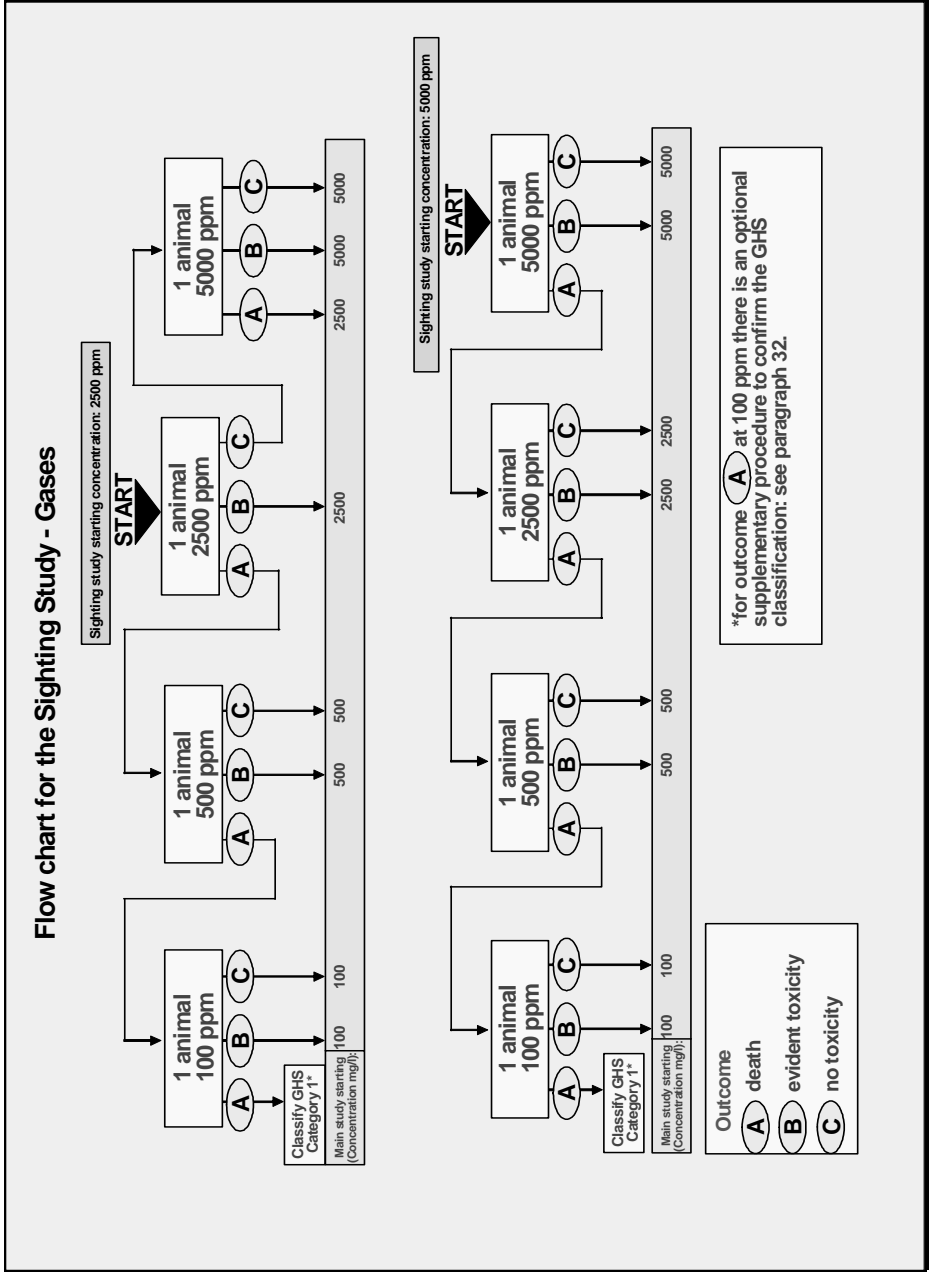 Flow chart for the Sighting Study - Gases
Sighting study starting concentration: 2500 ppm
START
1 animal
100 ppm
1 animal
500 ppm
1 animal
2500 ppm
1 animal
5000 ppm
A B C
A B C
A B C
A B C
Classify GHS
Category 1*
Main study starting
(Concentration mg/l):
100 100 500 500 2500 2500 5000 5000
Sighting study starting concentration: 5000 ppm
START
1 animal
100 ppm
1 animal
500 ppm
1 animal
2500 ppm
1 animal
5000 ppm
A B C
A B C
A B C
A B C
Classify GHS
Category 1*
Main study starting
(Concentration mg/l):
100 100 500 500 2500 2500 5000 5000
Outcome
A death
B evident toxicity
C no toxicity
*for outcome A at 100 ppm there is an optional
supplementary procedure to confirm the GHS
classification: see paragraph 32.